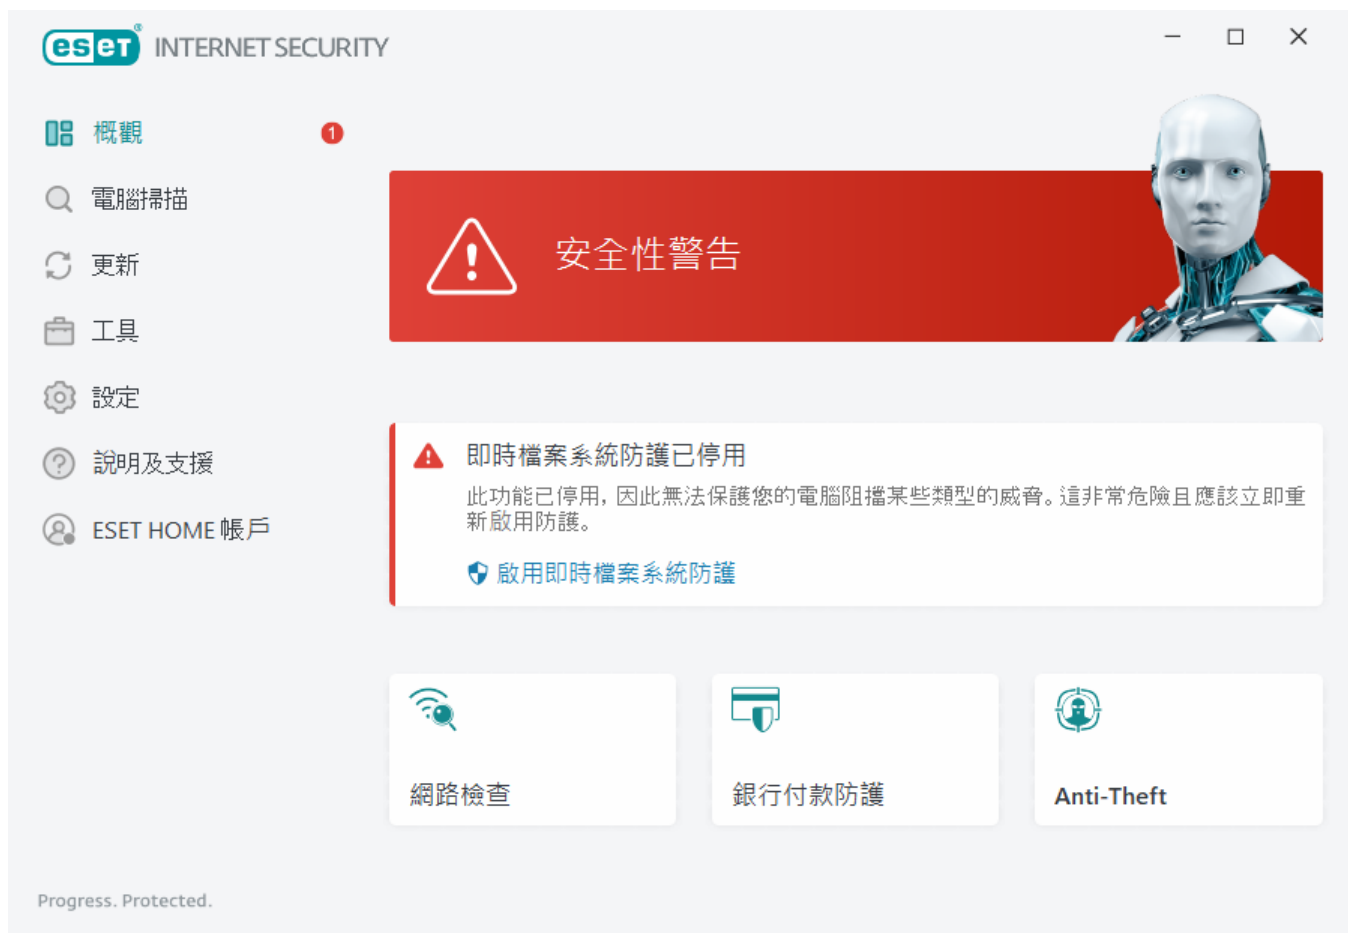 eset® INTERNET SECURITY
概觀
1
電腦掃描
更新
工具
設定
說明及支援
ESET HOME 帳戶
安全性警告
即時檔案系統防護已停用
此功能已停用，因此無法保護您的電腦阻擋某些類型的威脅。這非常危險且應該立即重
新啟用防護。
啟用即時檔案系統防護
網路檢查
銀行付款防護
Anti-Theft
Progress. Protected.